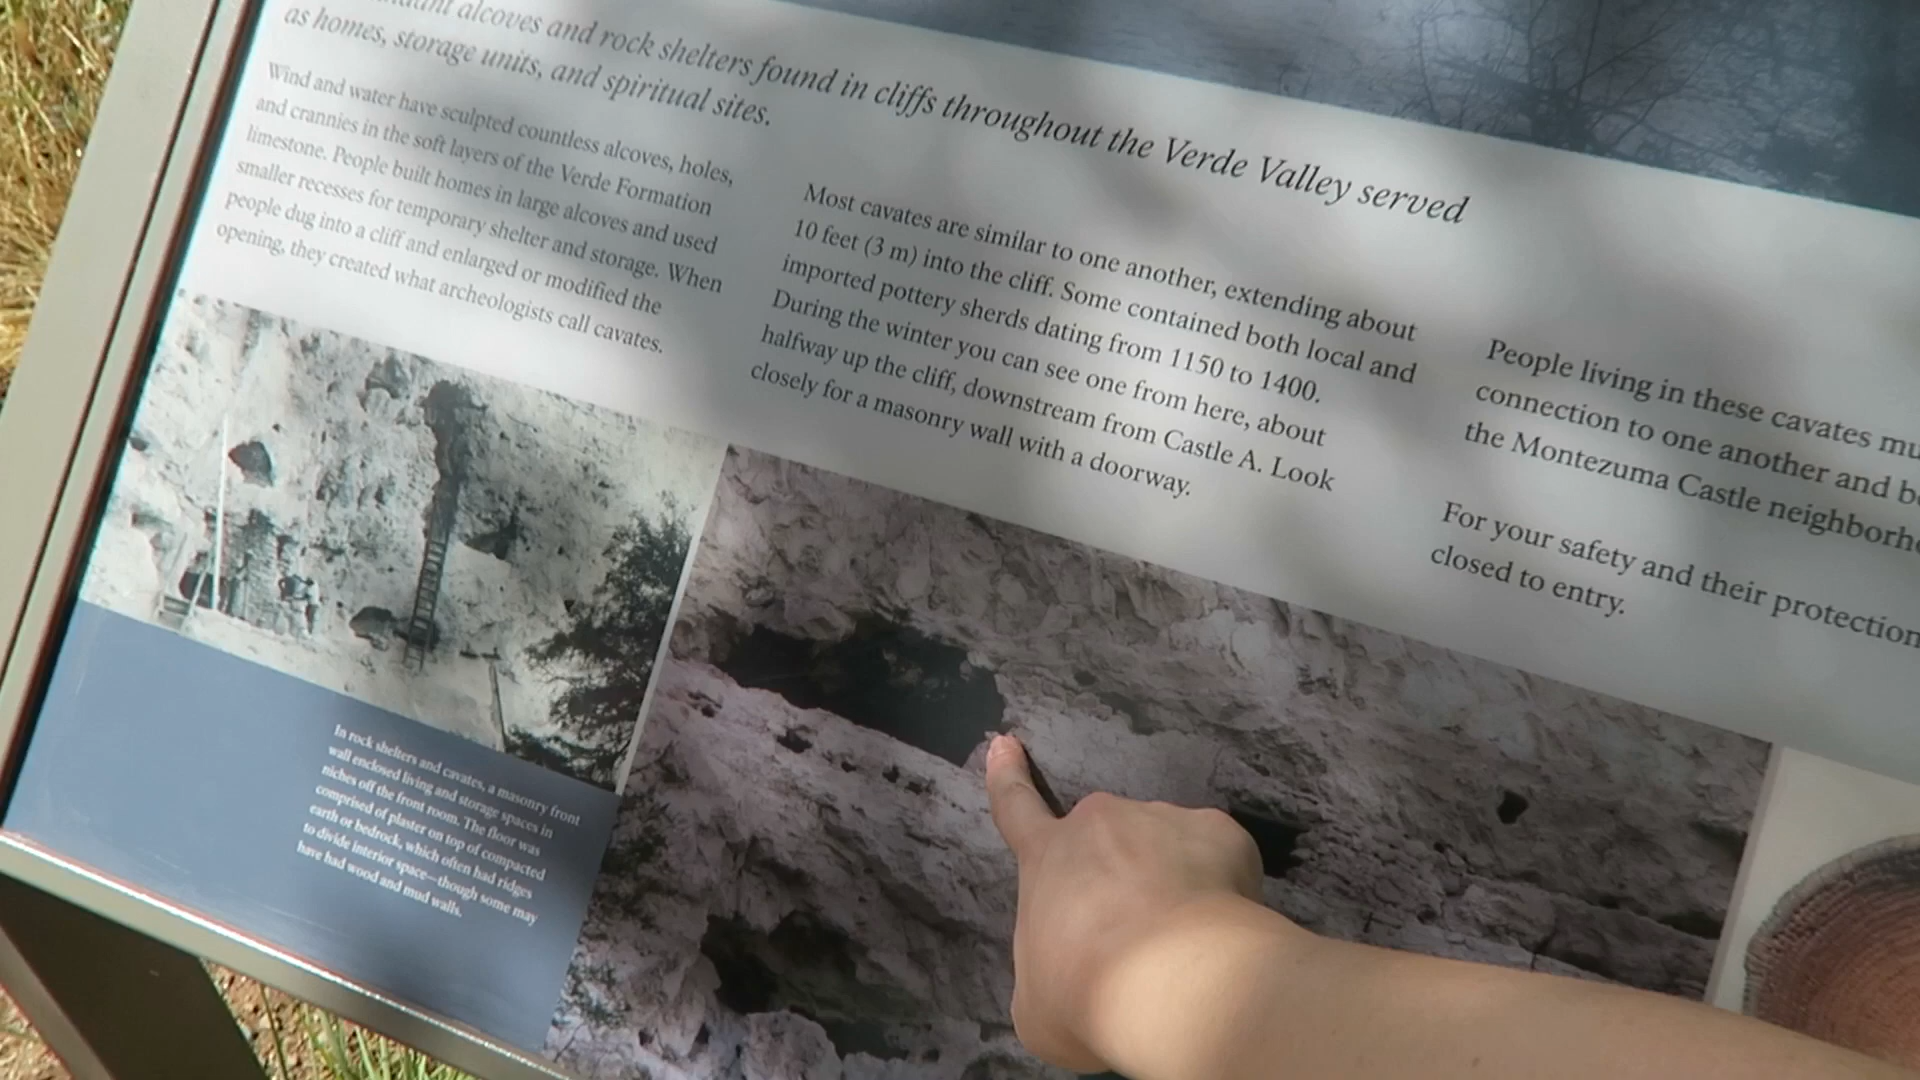 alcoves and rock shelters found in cliffs throughout the Verde Valley served
as homes, storage units, and spiritual sites.
Wind and water have sculpted countless alcoves, holes,
and crannies in the soft layers of the Verde Formation
limestone. People built homes in large alcoves and used
smaller recesses for temporary shelter and storage. When
people dug into a cliff and enlarged or modified the
opening, they created what archeologists call cavates.
Most cavates are similar to one another, extending about
10 feet (3 m) into the cliff. Some contained both local and
imported pottery sherds dating from 1150 to 1400.
During the winter you can see one from here, about
halfway up the cliff, downstream from Castle A. Look
closely for a masonry wall with a doorway.
People living in these cavates
connection to one another and
the Montezuma Castle
For your safety and their protection
closed to entry.
In rock shelters and cavates, a masonry front
wall enclosed living and storage spaces in
niches off the front room. The floor was
comprised of plaster on top of compacted
earth or bedrock, which often had ridges
to divide interior space—though some may
have had wood and mud walls.